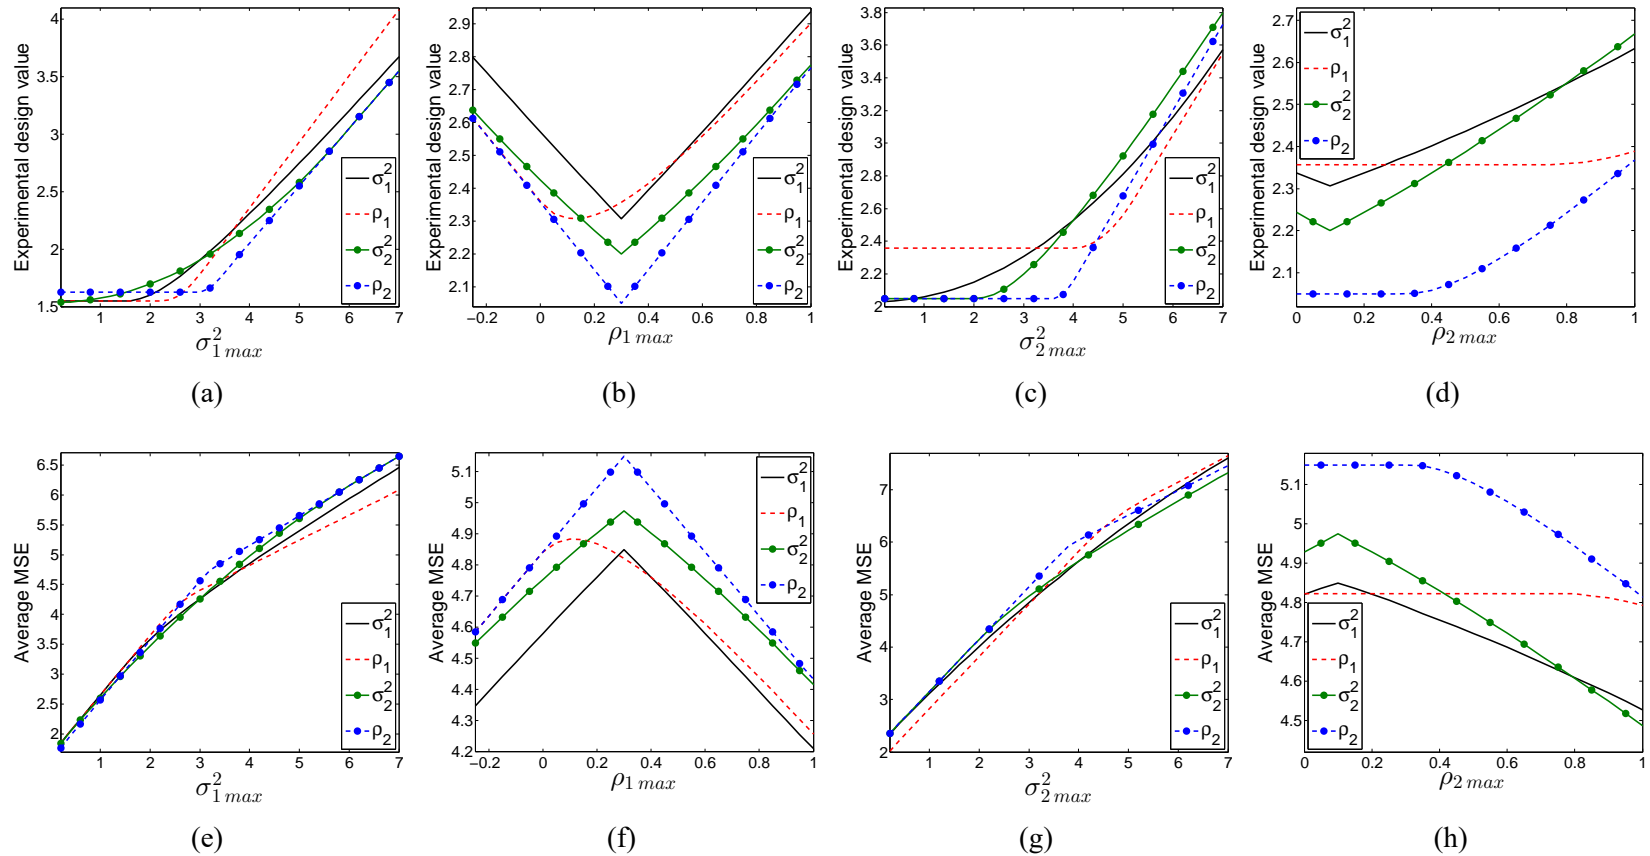 Experimental design value
4
3.5
3
2.5
2
1.5
1 2 3 4 5 6 7
σ²₁ max
σ²₁
ρ₁
σ²₂
ρ₂
(a)
Experimental design value
2.9
2.8
2.7
2.6
2.5
2.4
2.3
2.2
2.1
−0.2 0 0.2 0.4 0.6 0.8 1
ρ₁ max
σ²₁
ρ₁
σ²₂
ρ₂
(b)
Experimental design value
3.8
3.6
3.4
3.2
3
2.8
2.6
2.4
2.2
2
1 2 3 4 5 6 7
σ²₂ max
σ²₁
ρ₁
σ²₂
ρ₂
(c)
Experimental design value
2.7
2.6
2.5
2.4
2.3
2.2
2.1
0 0.2 0.4 0.6 0.8 1
ρ₂ max
σ²₁
ρ₁
σ²₂
ρ₂
(d)
Average MSE
6.5
6
5.5
5
4.5
4
3.5
3
2.5
2
1 2 3 4 5 6 7
σ²₁ max
σ²₁
ρ₁
σ²₂
ρ₂
(e)
Average MSE
5.1
5
4.9
4.8
4.7
4.6
4.5
4.4
4.3
4.2
−0.2 0 0.2 0.4 0.6 0.8 1
ρ₁ max
σ²₁
ρ₁
σ²₂
ρ₂
(f)
Average MSE
7
6
5
4
3
2
1 2 3 4 5 6 7
σ²₂ max
σ²₁
ρ₁
σ²₂
ρ₂
(g)
Average MSE
5.1
5
4.9
4.8
4.7
4.6
4.5
0 0.2 0.4 0.6 0.8 1
ρ₂ max
σ²₁
ρ₁
σ²₂
ρ₂
(h)